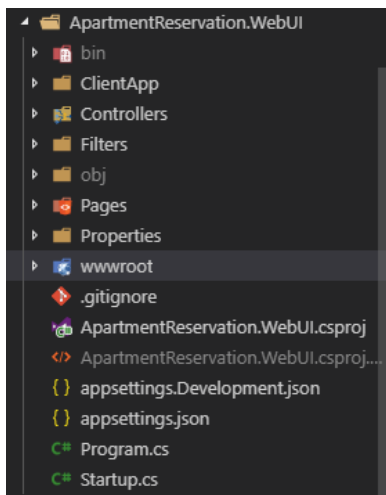 ApartmentReservation.WebUI
bin
ClientApp
Controllers
Filters
obj
Pages
Properties
wwwroot
.gitignore
ApartmentReservation.WebUI.csproj
ApartmentReservation.WebUI.csproj....
{ } appsettings.Development.json
{ } appsettings.json
C# Program.cs
C# Startup.cs